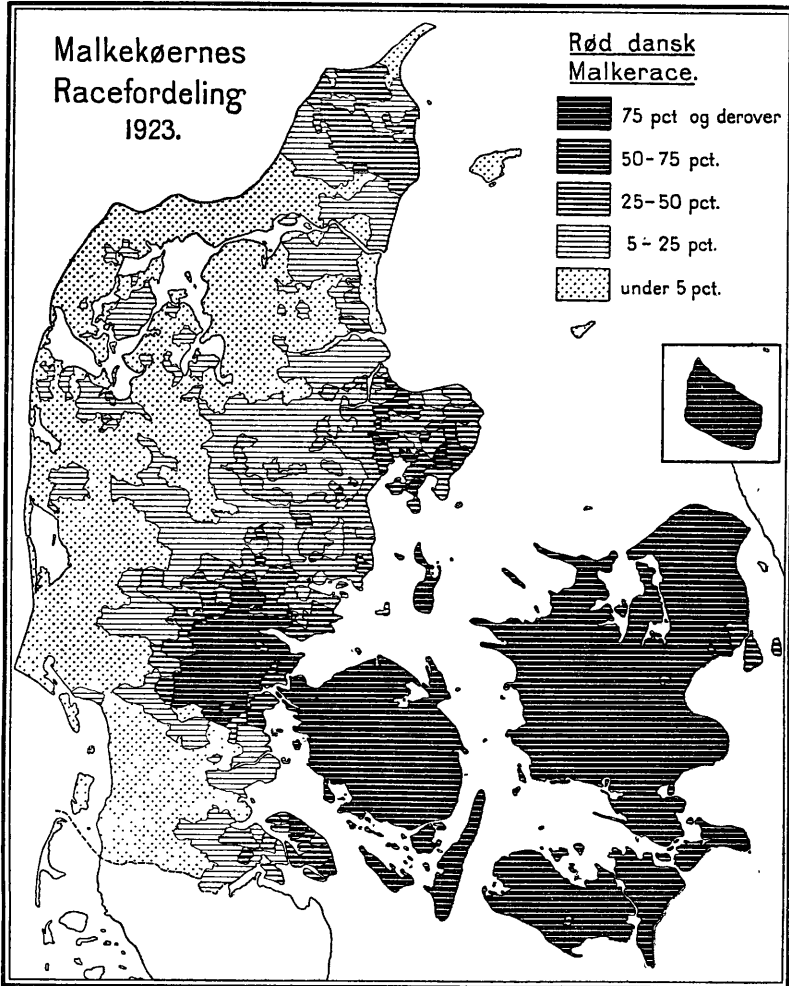 Malkekøernes
Racefordeling
1923.
Rød dansk
Malkerace.
75 pct og derover
50-75 pct.
25-50 pct.
5-25 pct.
under 5 pct.